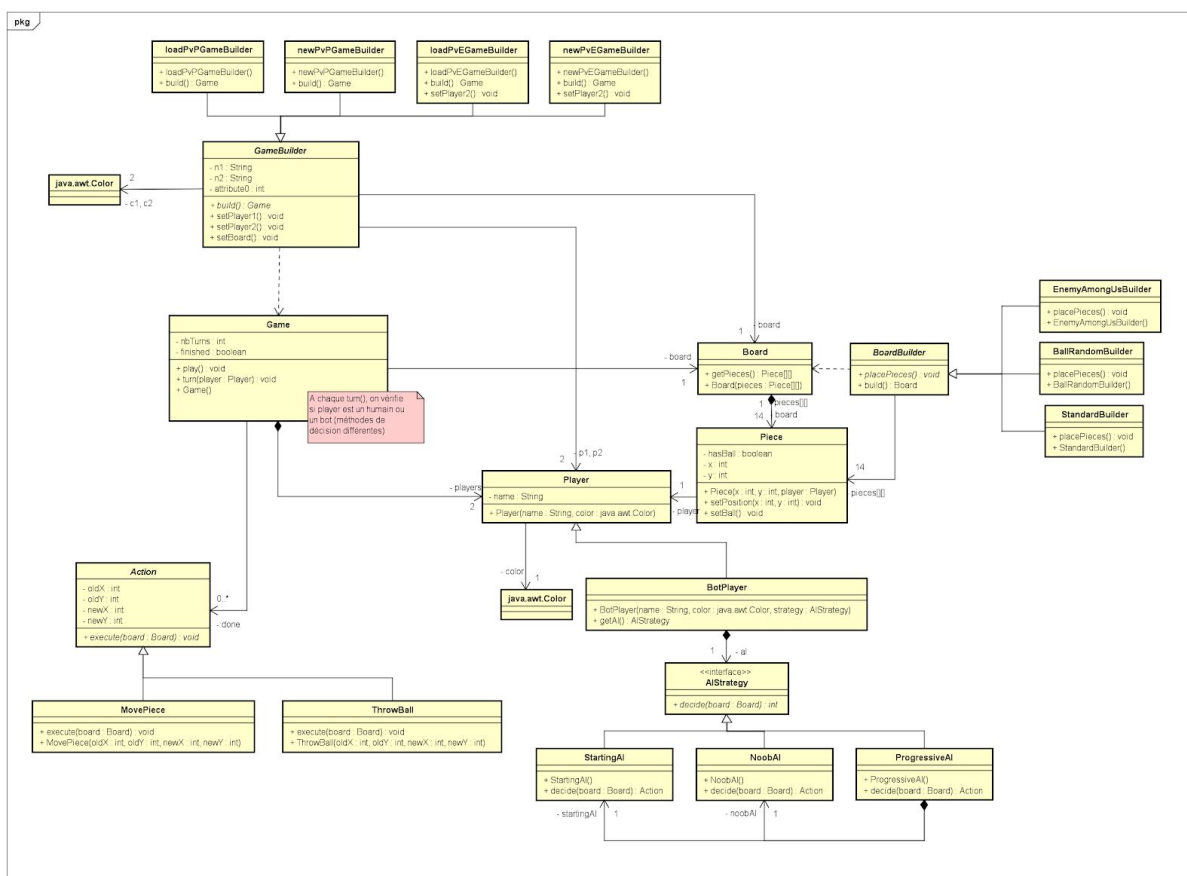 pkg
loadPvPGameBuilder
+ loadPvPGameBuilder()
+ build() : Game
newPvPGameBuilder
+ newPvPGameBuilder()
+ build() : Game
loadPvEGameBuilder
+ loadPvEGameBuilder()
+ build() : Game
+ setPlayer2() : void
newPvEGameBuilder
+ newPvEGameBuilder()
+ build() : Game
+ setPlayer2() : void
GameBuilder
- n1 : String
- n2 : String
- attribute0 : int
+ build() : Game
+ setPlayer1() : void
+ setPlayer2() : void
+ setBoard() : void
java.awt.Color
2
- c1, c2
Game
- nbTurns : int
- finished : boolean
+ play() : void
+ turn(player : Player) : void
+ Game()
A chaque turn(), on vérifie
si player est un humain ou
un bot (méthodes de
décision différentes)
- board
1
- board
1
Board
+ getPieces() : Piece[][]
+ Board(pieces : Piece[][])
BoardBuilder
+ placePieces() : void
+ build() : Board
EnemyAmongUsBuilder
+ placePieces() : void
+ EnemyAmongUsBuilder()
BallRandomBuilder
+ placePieces() : void
+ BallRandomBuilder()
StandardBuilder
+ placePieces() : void
+ StandardBuilder()
1
pieces[][]
14
board
Piece
- hasBall : boolean
- x : int
- y : int
+ Piece(x : int, y : int, player : Player)
+ setPosition(x : int, y : int) : void
+ setBall() : void
14
- pieces[][]
- p1, p2
2
- players
2
1
- player
Player
- name : String
+ Player(name : String, color : java.awt.Color)
- color
1
java.awt.Color
BotPlayer
+ BotPlayer(name : String, color : java.awt.Color, strategy : AIStrategy)
+ getAI() : AIStrategy
1
- aI
<<interface>>
AIStrategy
+ decide(board : Board) : int
Action
- oldX : int
- oldY : int
- newX : int
- newY : int
+ execute(board : Board) : void
0..*
- done
MovePiece
+ execute(board : Board) : void
+ MovePiece(oldX : int, oldY : int, newX : int, newY : int)
ThrowBall
+ execute(board : Board) : void
+ ThrowBall(oldX : int, oldY : int, newX : int, newY : int)
StartingAI
+ StartingAI()
+ decide(board : Board) : Action
NoobAI
+ NoobAI()
+ decide(board : Board) : Action
ProgressiveAI
+ ProgressiveAI()
+ decide(board : Board) : Action
- startingAI
1
- noobAI
1